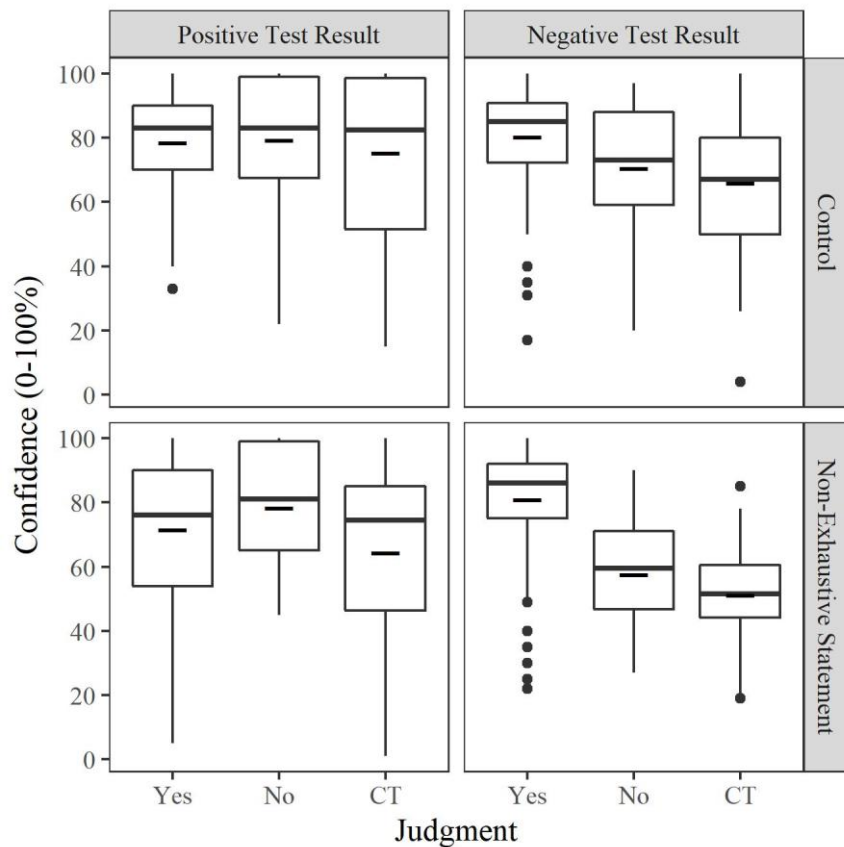 Positive Test Result
Negative Test Result
100
80
60
40
20
0
Control
100
80
60
40
20
0
Non-Exhaustive Statement
Confidence (0-100%)
Yes No CT
Yes No CT
Judgment